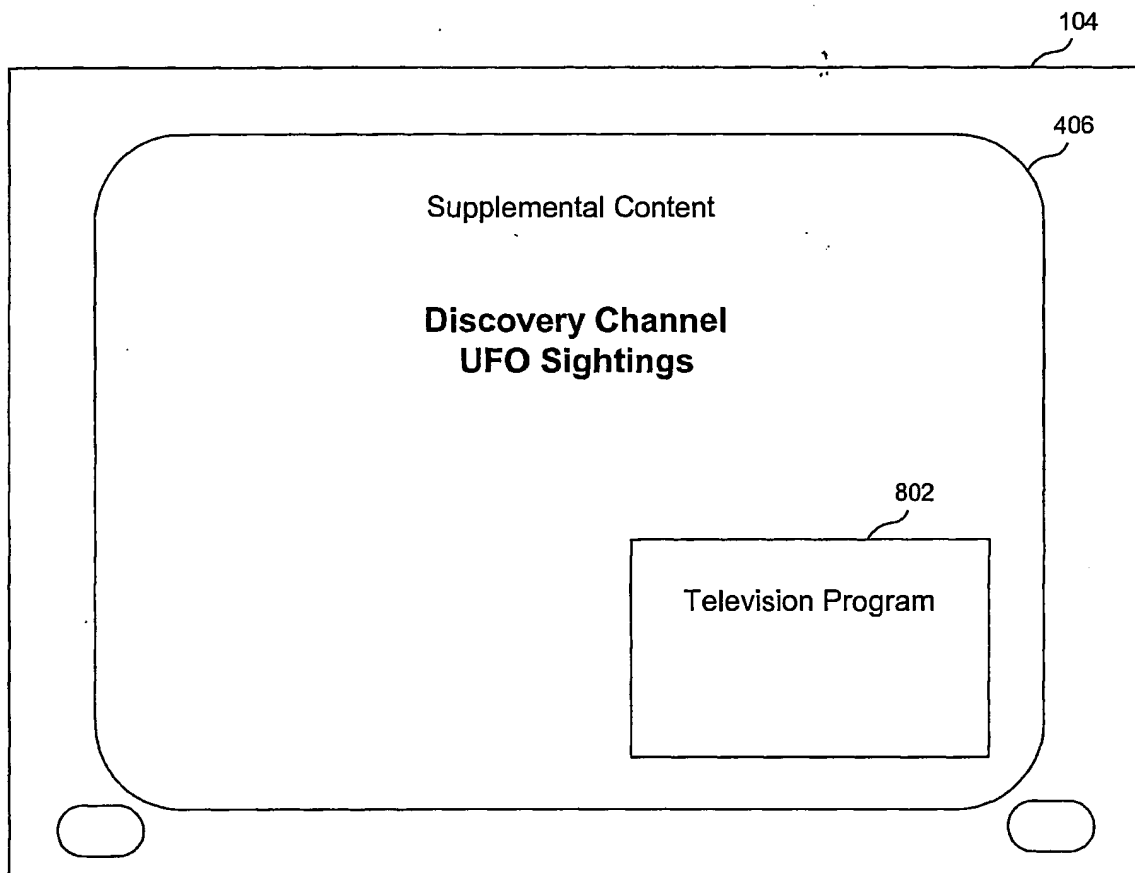 104
406
Supplemental Content
Discovery Channel
UFO Sightings
802
Television Program